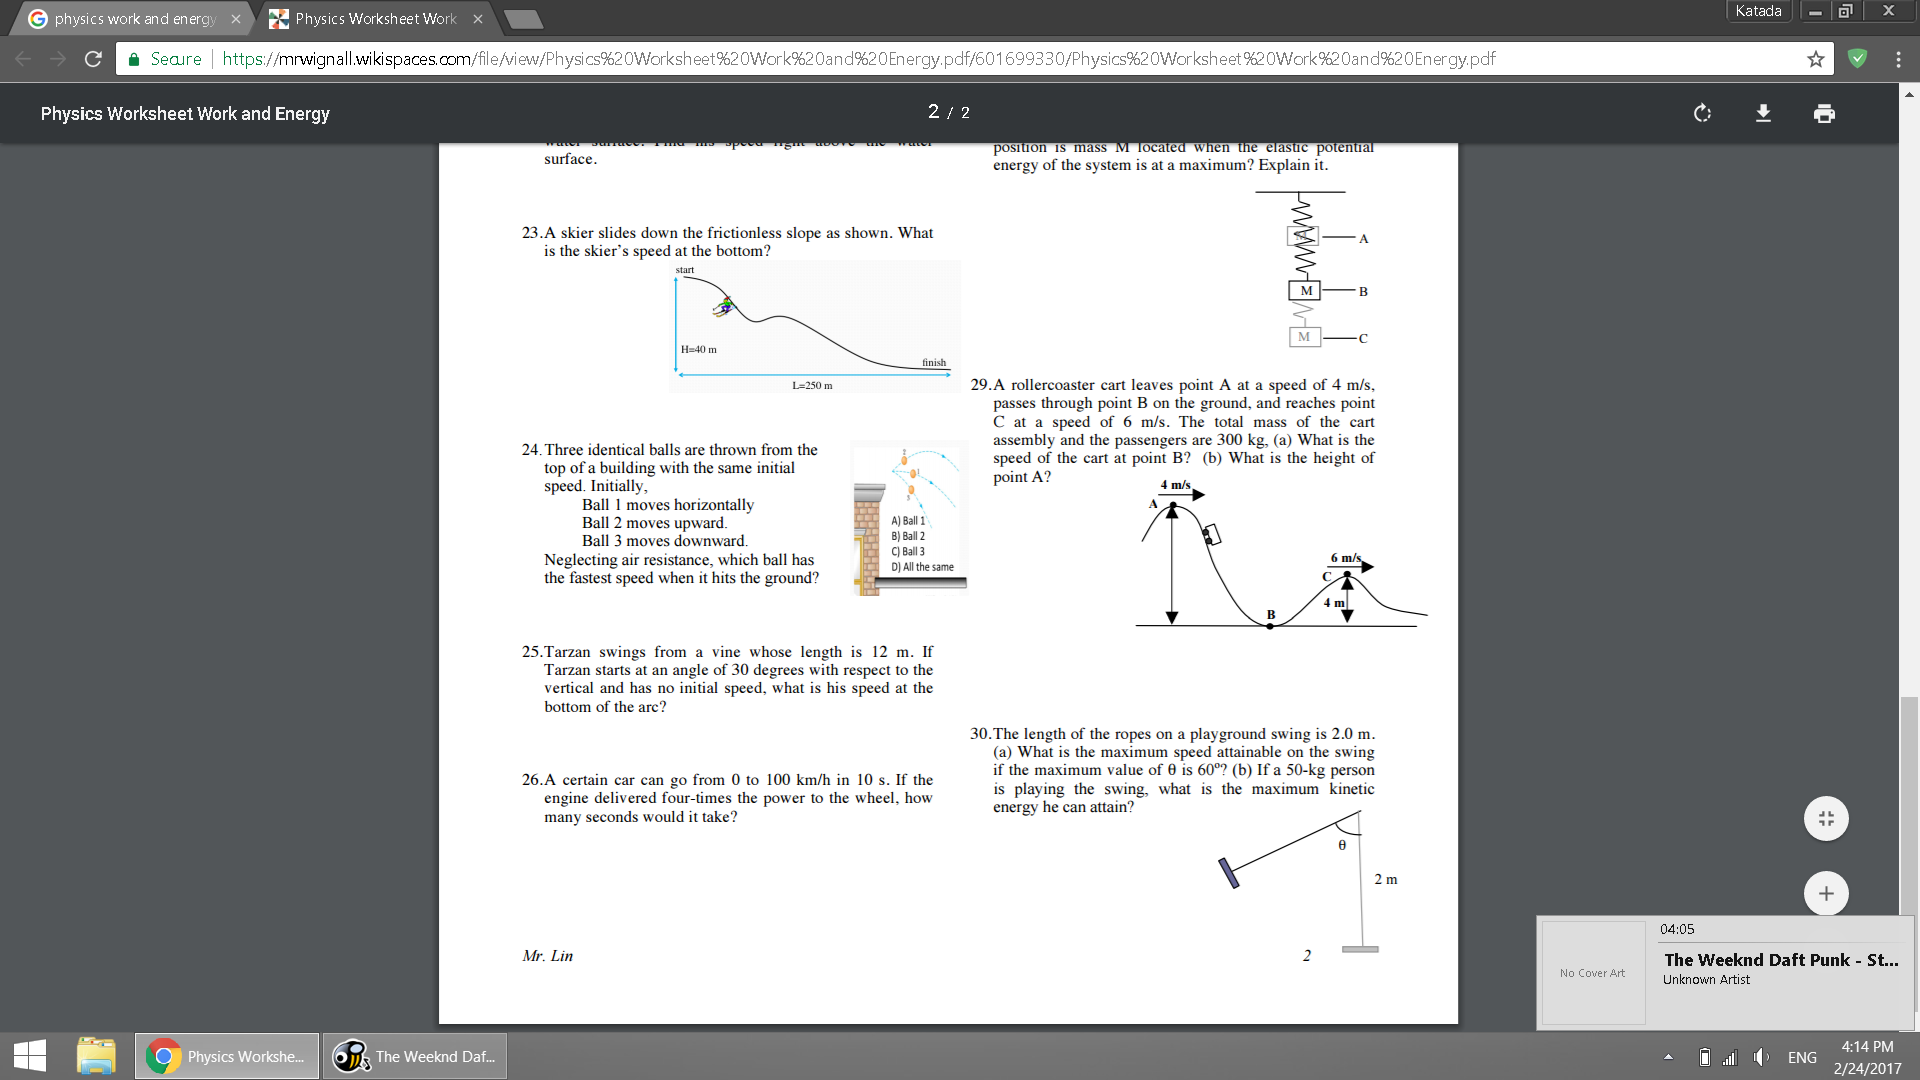 physics work and energy
Physics Worksheet Work
Katada
Secure
https://mrwignall.wikispaces.com/file/view/Physics%20Worksheet%20Work%20and%20Energy.pdf/601699330/Physics%20Worksheet%20Work%20and%20Energy.pdf
Physics Worksheet Work and Energy
2 / 2
water surface. Find his speed right above the water
surface.
23.A skier slides down the frictionless slope as shown. What
is the skier's speed at the bottom?
start
H=40 m
finish
L=250 m
24.Three identical balls are thrown from the
top of a building with the same initial
speed. Initially,
Ball 1 moves horizontally
Ball 2 moves upward.
Ball 3 moves downward.
Neglecting air resistance, which ball has
the fastest speed when it hits the ground?
2
1
3
A) Ball 1
B) Ball 2
C) Ball 3
D) All the same
25.Tarzan swings from a vine whose length is 12 m. If
Tarzan starts at an angle of 30 degrees with respect to the
vertical and has no initial speed, what is his speed at the
bottom of the arc?
26.A certain car can go from 0 to 100 km/h in 10 s. If the
engine delivered four-times the power to the wheel, how
many seconds would it take?
position is mass M located when the elastic potential
energy of the system is at a maximum? Explain it.
M
A
M
B
M
C
29.A rollercoaster cart leaves point A at a speed of 4 m/s,
passes through point B on the ground, and reaches point
C at a speed of 6 m/s. The total mass of the cart
assembly and the passengers are 300 kg, (a) What is the
speed of the cart at point B? (b) What is the height of
point A?
4 m/s
A
6 m/s
C
4 m
B
30.The length of the ropes on a playground swing is 2.0 m.
(a) What is the maximum speed attainable on the swing
if the maximum value of θ is 60º? (b) If a 50-kg person
is playing the swing, what is the maximum kinetic
energy he can attain?
θ
2 m
Mr. Lin
2
No Cover Art
04:05
The Weeknd Daft Punk - St...
Unknown Artist
Physics Workshe...
The Weeknd Daf...
ENG
4:14 PM
2/24/2017